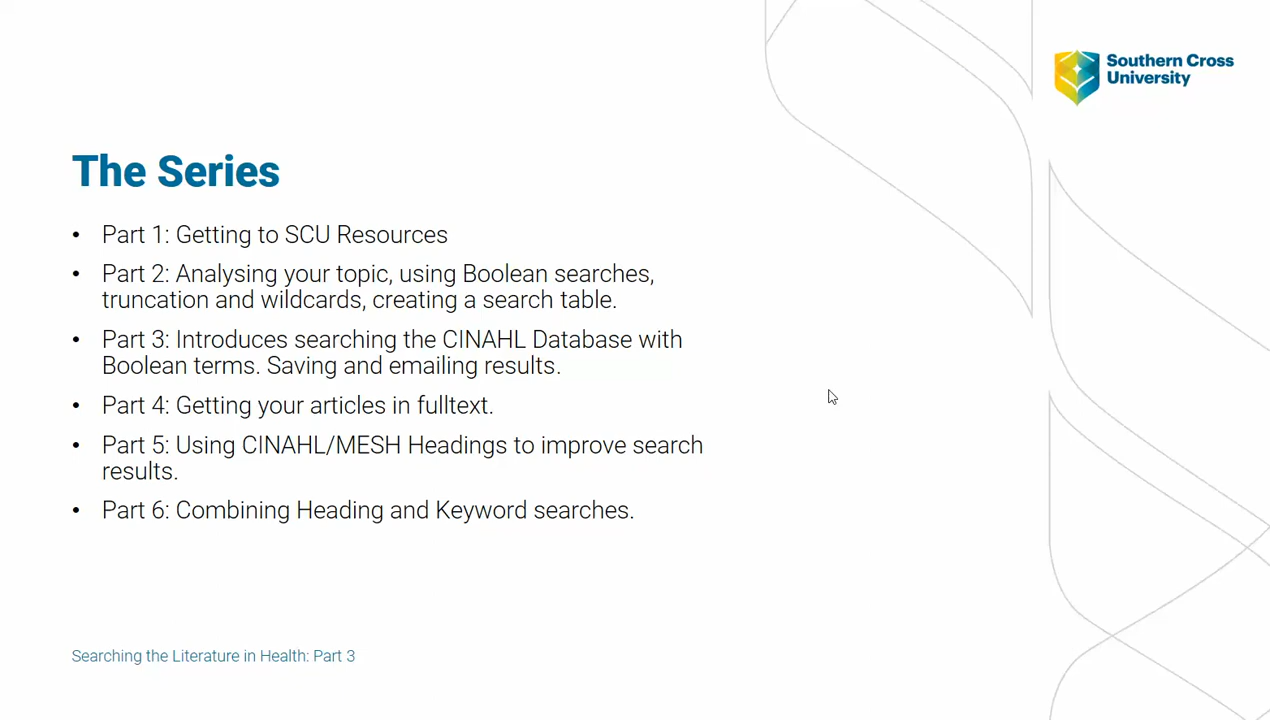 Southern Cross
University
The Series
• Part 1: Getting to SCU Resources
• Part 2: Analysing your topic, using Boolean searches,
truncation and wildcards, creating a search table.
• Part 3: Introduces searching the CINAHL Database with
Boolean terms. Saving and emailing results.
• Part 4: Getting your articles in fulltext.
• Part 5: Using CINAHL/MESH Headings to improve search
results.
• Part 6: Combining Heading and Keyword searches.
Searching the Literature in Health: Part 3